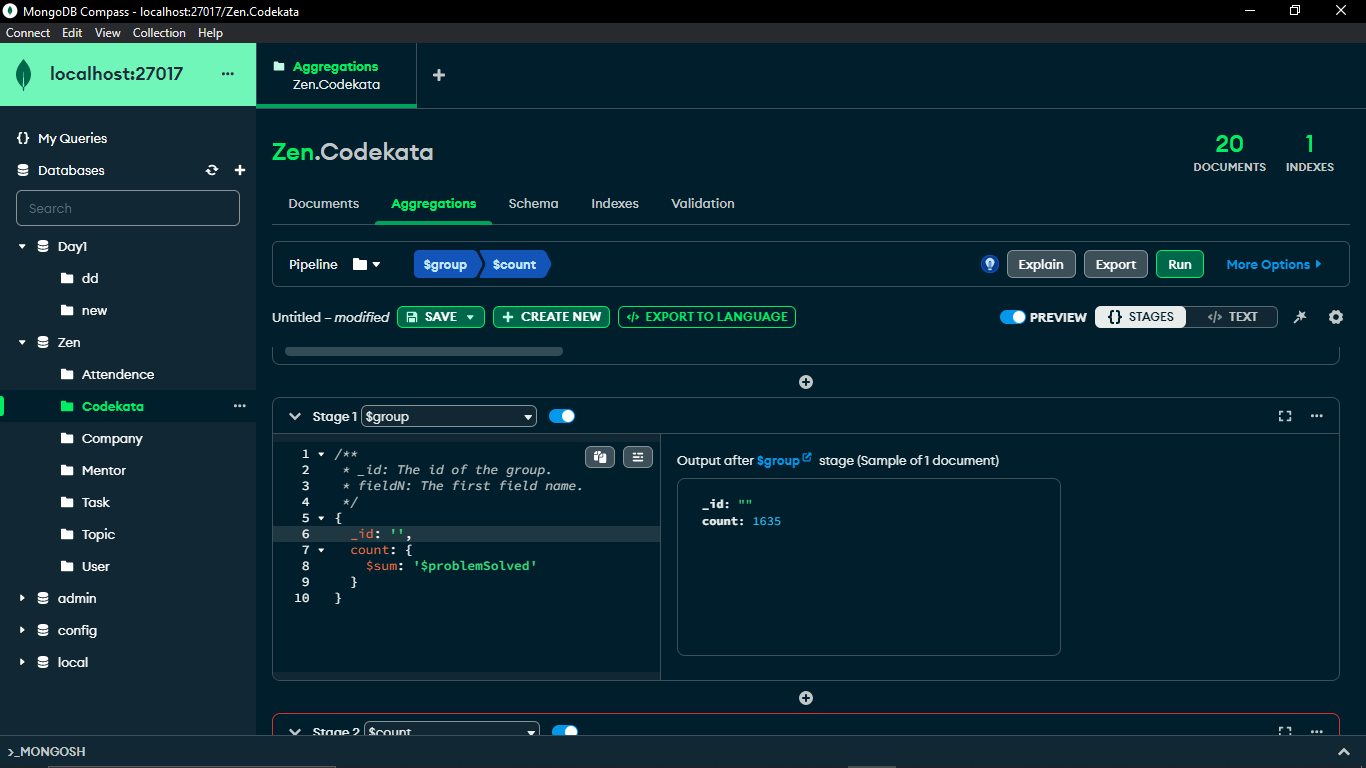 MongoDB Compass - localhost:27017/Zen.Codekata
Connect Edit View Collection Help
localhost:27017 ...
Aggregations
Zen.Codekata
{} My Queries
Databases
Search
Day1
dd
new
Zen
Attendence
Codekata ...
Company
Mentor
Task
Topic
User
admin
config
local
Zen.Codekata
20
DOCUMENTS
1
INDEXES
Documents Aggregations Schema Indexes Validation
Pipeline $group $count Explain Export Run More Options
Untitled – modified SAVE + CREATE NEW </> EXPORT TO LANGUAGE PREVIEW {} STAGES </> TEXT
Stage 1 $group ...
1 /**
2 * _id: The id of the group.
3 * fieldN: The first field name.
4 */
5 {
6 _id: '',
7 count: {
8 $sum: '$problemSolved'
9 }
10 }
Output after $group stage (Sample of 1 document)
_id: ""
count: 1635
Stage 2 $count ...
>_MONGOSH